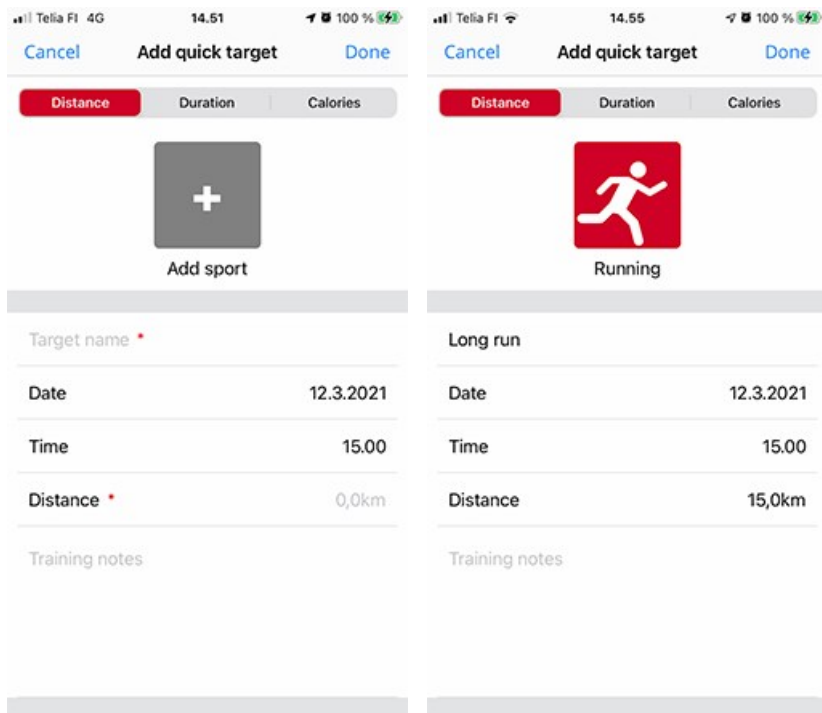 Telia FI 4G 14.51 100 %
Cancel Add quick target Done
Distance Duration Calories
+
Add sport
Target name *
Date 12.3.2021
Time 15.00
Distance * 0,0km
Training notes
Telia FI 14.55 100 %
Cancel Add quick target Done
Distance Duration Calories
Running
Long run
Date 12.3.2021
Time 15.00
Distance 15,0km
Training notes